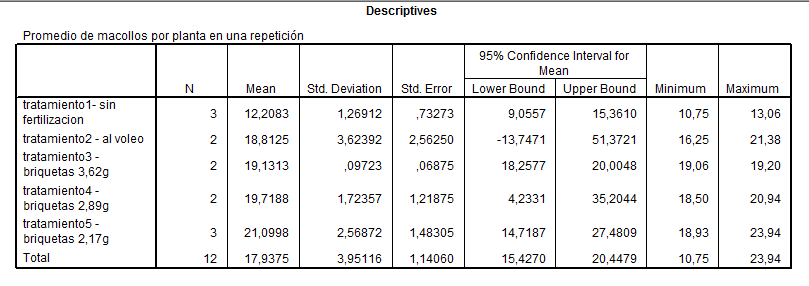 Descriptives
Promedio de macollos por planta en una repetición
95% Confidence Interval for
Mean
N Mean Std. Deviation Std. Error Lower Bound Upper Bound Minimum Maximum
tratamiento1- sin
fertilizacion 3 12,2083 1,26912 ,73273 9,0557 15,3610 10,75 13,06
tratamiento2 - al voleo 2 18,8125 3,62392 2,56250 -13,7471 51,3721 16,25 21,38
tratamiento3 -
briquetas 3,62g 2 19,1313 ,09723 ,06875 18,2577 20,0048 19,06 19,20
tratamiento4 -
briquetas 2,89g 2 19,7188 1,72357 1,21875 4,2331 35,2044 18,50 20,94
tratamiento5 -
briquetas 2,17g 3 21,0998 2,56872 1,48305 14,7187 27,4809 18,93 23,94
Total 12 17,9375 3,95116 1,14060 15,4270 20,4479 10,75 23,94